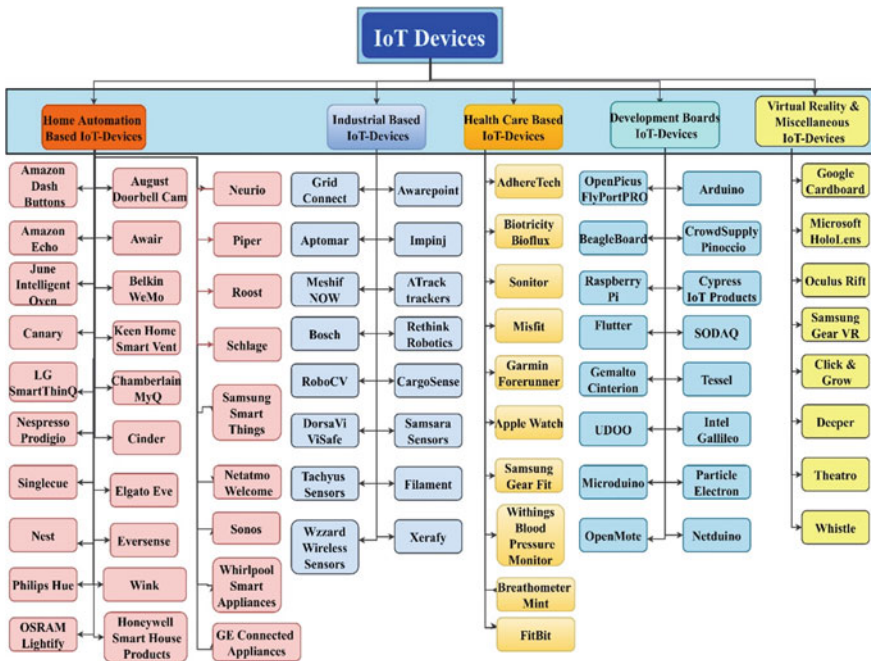 IoT Devices
Home Automation
Based IoT-Devices
Industrial Based
IoT-Devices
Health Care Based
IoT-Devices
Development Boards
IoT-Devices
Virtual Reality &
Miscellaneous
IoT-Devices
Amazon
Dash
Buttons
Amazon
Echo
June
Intelligent
Oven
Canary
LG
SmartThinQ
Nespresso
Prodigio
Singlecue
Nest
Philips Hue
OSRAM
Lightify
August
Doorbell Cam
Awair
Belkin
WeMo
Keen Home
Smart Vent
Chamberlain
MyQ
Cinder
Elgato Eve
Eversense
Wink
Honeywell
Smart House
Products
Neurio
Piper
Roost
Schlage
Samsung
Smart
Things
Netatmo
Welcome
Sonos
Whirlpool
Smart
Appliances
GE Connected
Appliances
Grid
Connect
Aptomar
Meshif
NOW
Bosch
RoboCV
DorsaVi
ViSafe
Tachyus
Sensors
Wzzard
Wireless
Sensors
Awarepoint
Impinj
ATrack
trackers
Rethink
Robotics
CargoSense
Samsara
Sensors
Filament
Xerafy
AdhereTech
Biotricity
Bioflux
Sonitor
Misfit
Garmin
Forerunner
Apple Watch
Samsung
Gear Fit
Withings
Blood
Pressure
Monitor
Breathometer
Mint
FitBit
OpenPicus
FlyPortPRO
BeagleBoard
Raspberry
Pi
Flutter
Gemalto
Cinterion
UDOO
Microduino
OpenMote
Arduino
CrowdSupply
Pinoccio
Cypress
IoT Products
SODAQ
Tessel
Intel
Gallileo
Particle
Electron
Netduino
Google
Cardboard
Microsoft
HoloLens
Oculus Rift
Samsung
Gear VR
Click &
Grow
Deeper
Theatro
Whistle